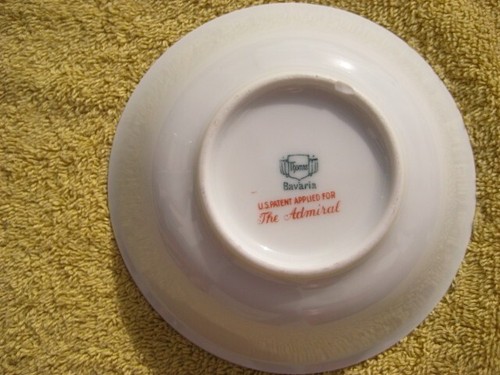 Bavaria
U.S. PATENT APPLIED FOR
The Admiral